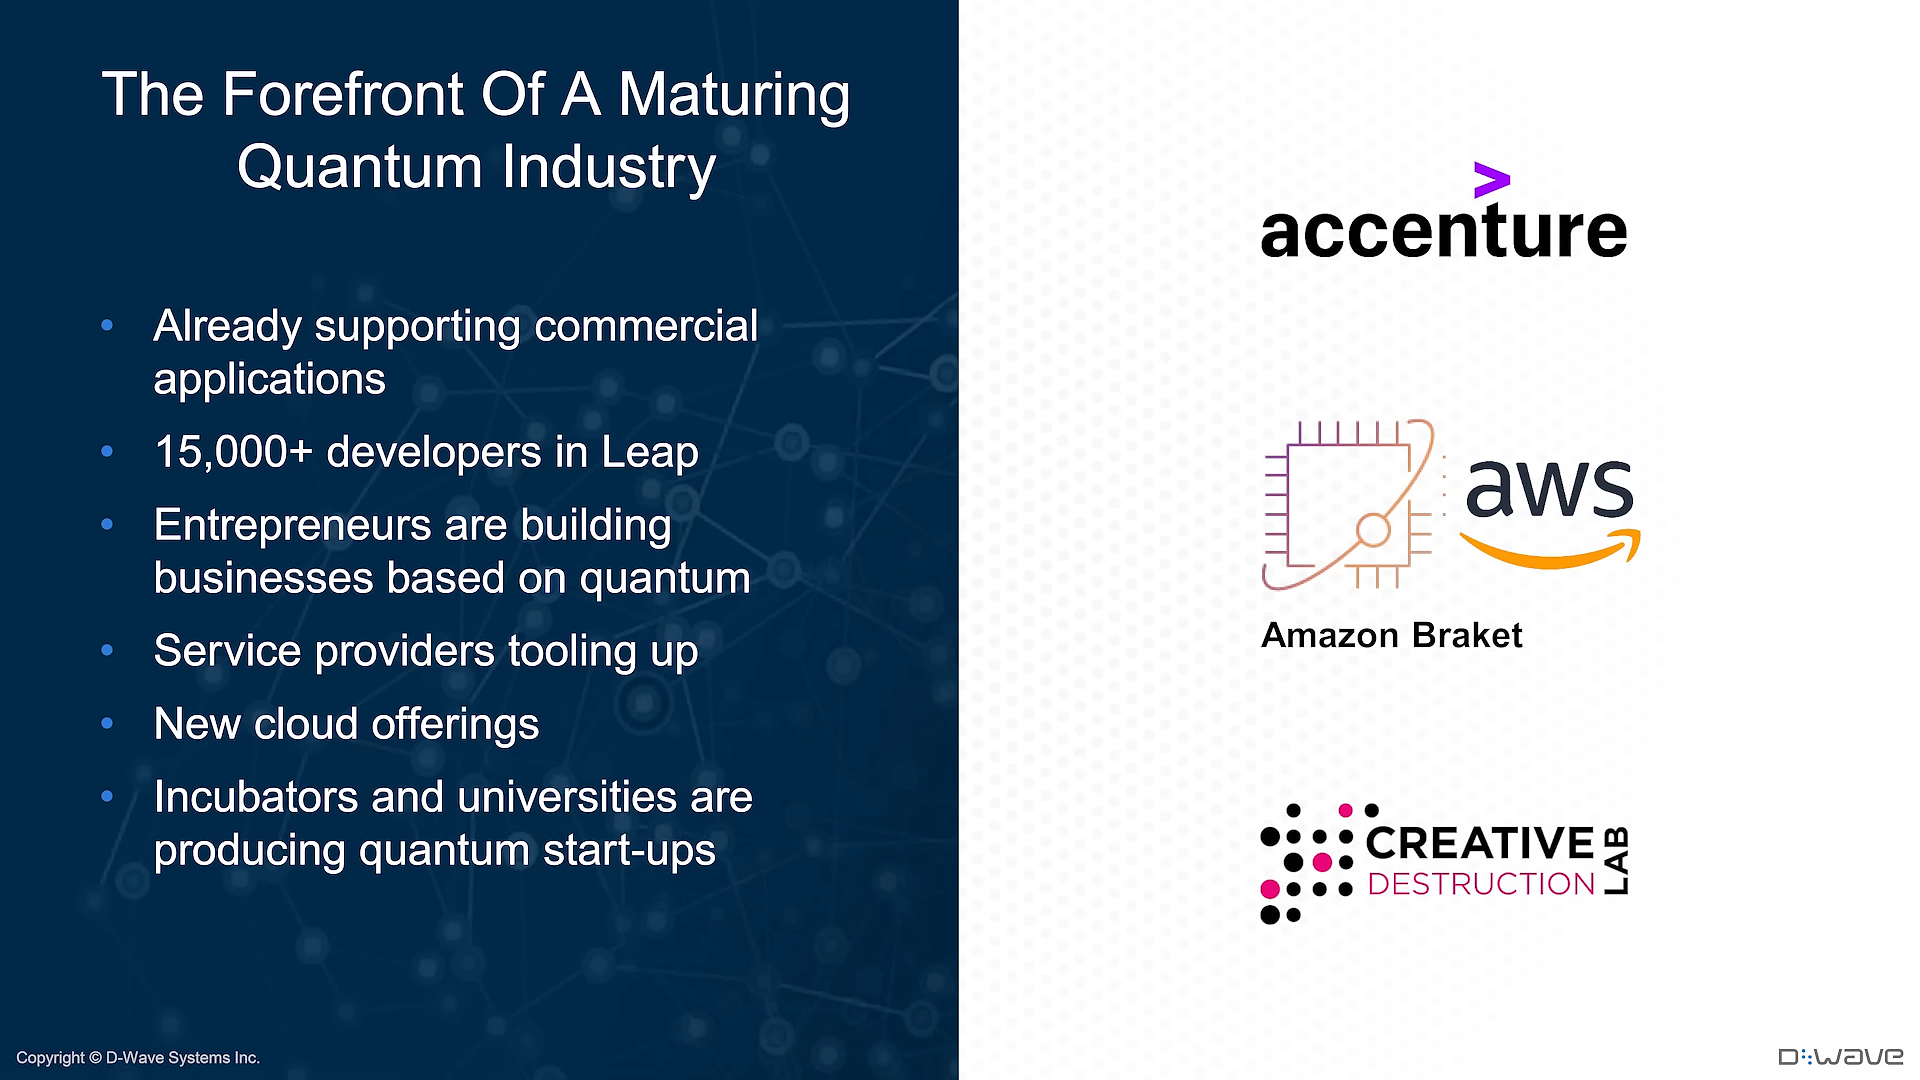 The Forefront Of A Maturing
Quantum Industry
• Already supporting commercial
applications
• 15,000+ developers in Leap
• Entrepreneurs are building
businesses based on quantum
• Service providers tooling up
• New cloud offerings
• Incubators and universities are
producing quantum start-ups
>
accenture
aws
Amazon Braket
CREATIVE
DESTRUCTION
LAB
Copyright © D-Wave Systems Inc.
D:wave